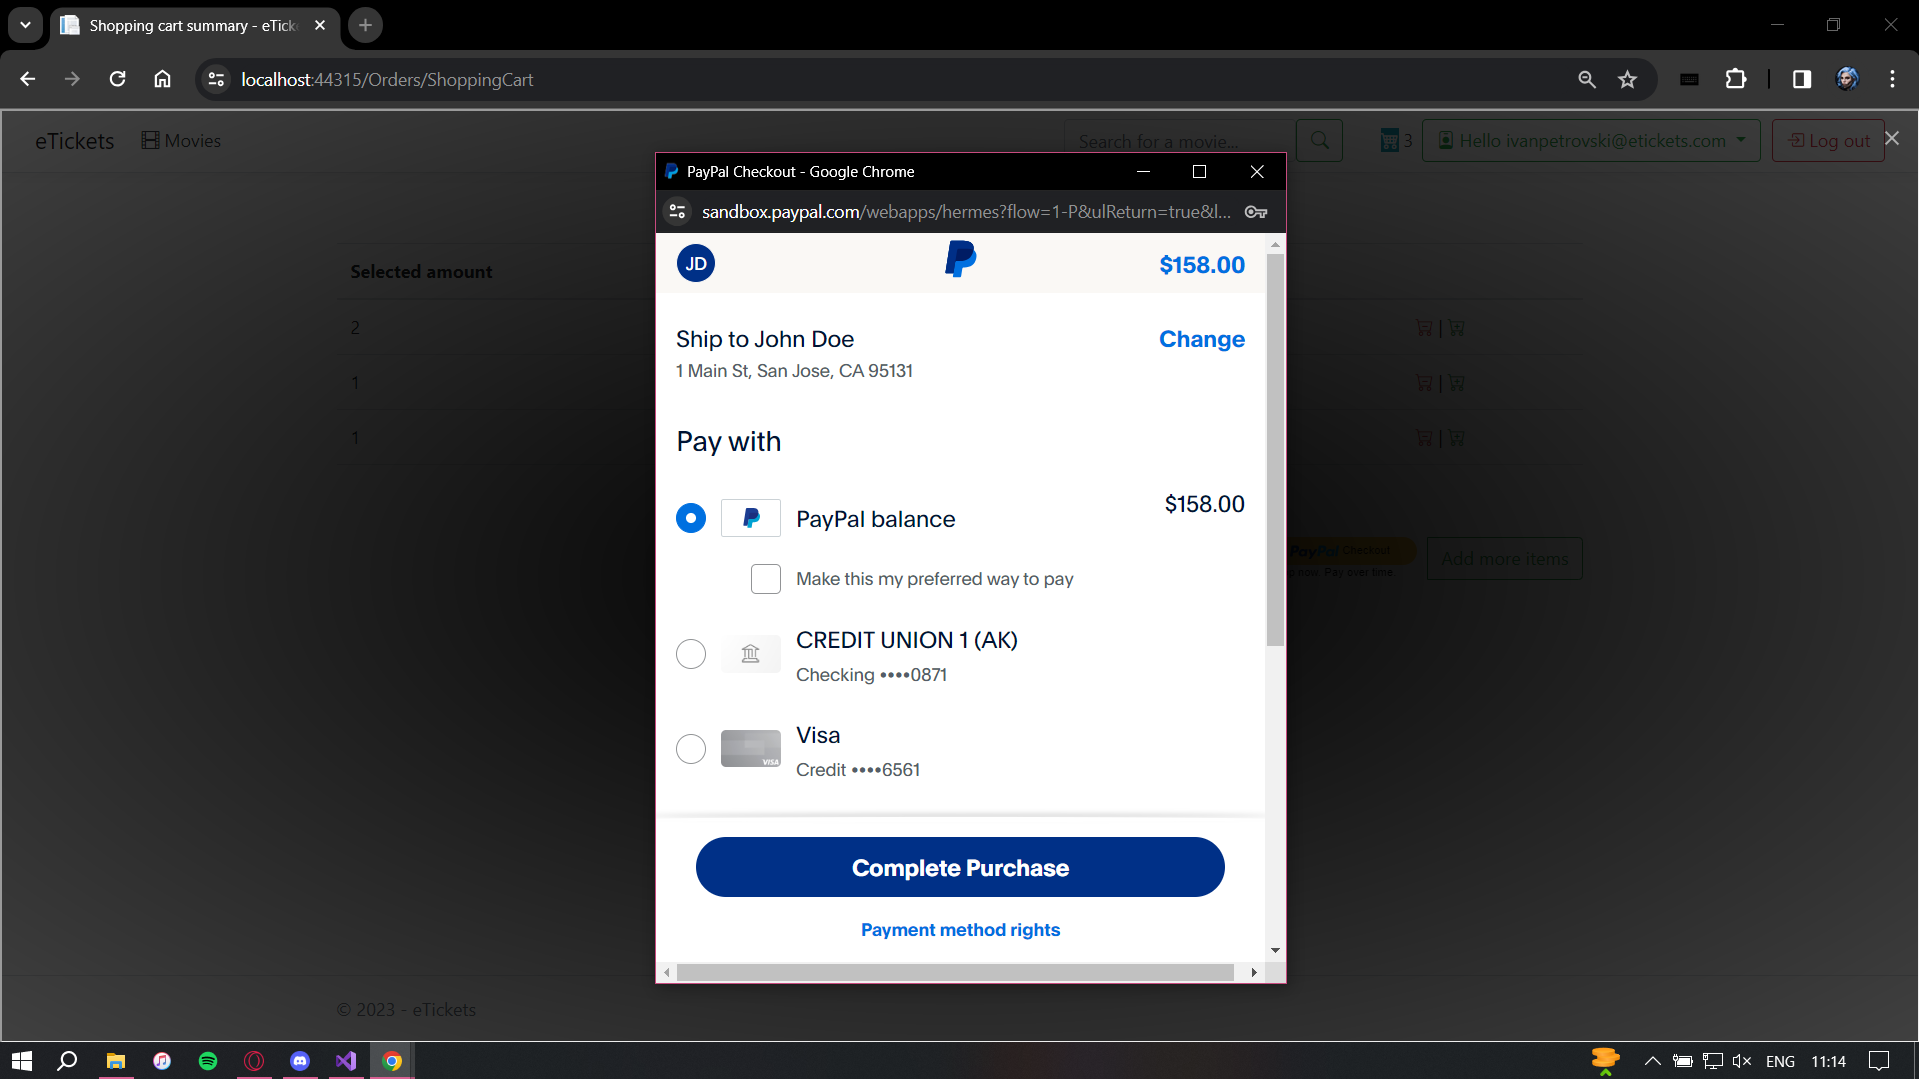 Shopping cart summary - eTick
localhost:44315/Orders/ShoppingCart
eTickets
Movies
Search for a movie...
3
Hello ivanpetrovski@etickets.com
Log out
PayPal Checkout - Google Chrome
sandbox.paypal.com/webapps/hermes?flow=1-P&ulReturn=true&l...
JD
$158.00
Selected amount
Ship to John Doe
Change
1 Main St, San Jose, CA 95131
2
|
1
|
1
|
Pay with
PayPal balance
$158.00
Make this my preferred way to pay
PayPal Checkout
now. Pay over time.
Add more items
CREDIT UNION 1 (AK)
Checking ••••0871
Visa
VISA
Credit ••••6561
Complete Purchase
Payment method rights
© 2023 - eTickets
ENG
11:14